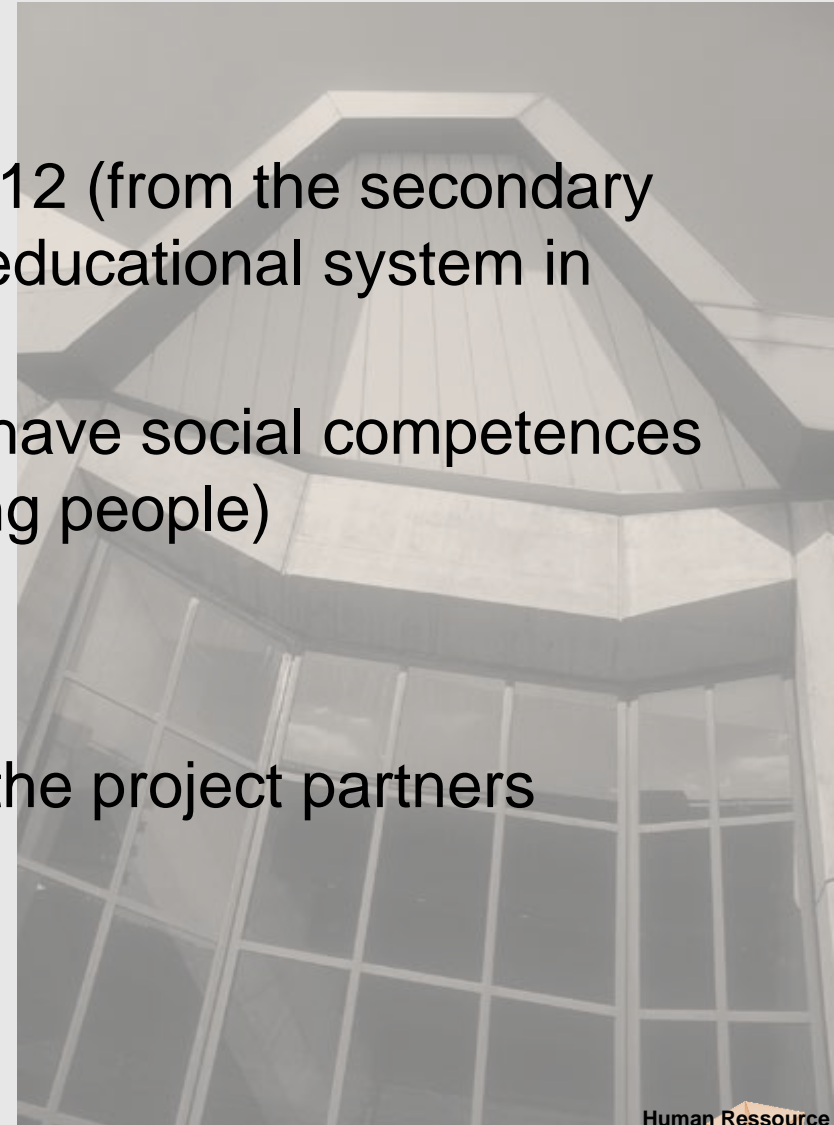 12 (from the secondary
educational system in
have social competences
people)
the project partners
Human Ressource